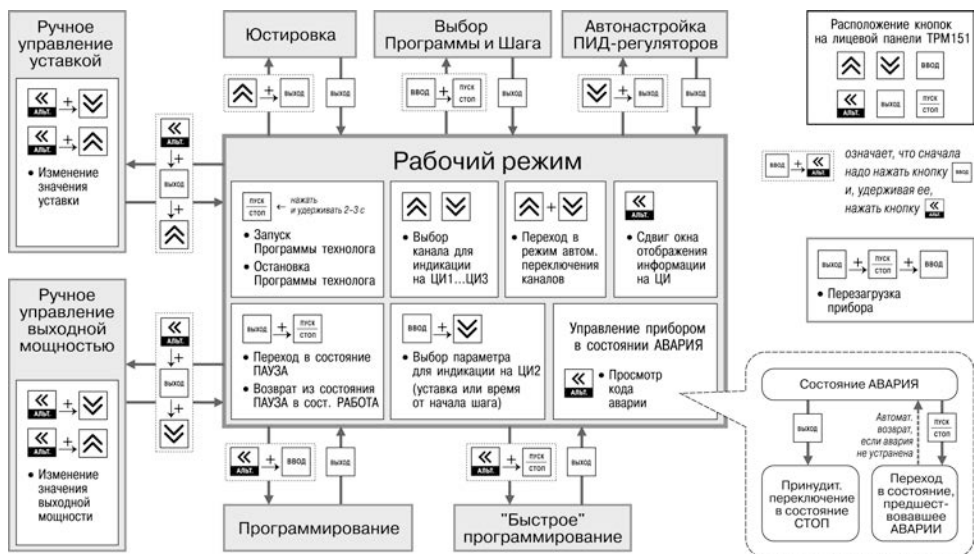 Ручное
управление
уставкой
АЛЬТ.
+
АЛЬТ.
+
• Изменение
значения
уставки
АЛЬТ.
+
ВЫХОД
+
Юстировка
+
ВЫХОД
ВЫХОД
Выбор
Программы и Шага
ВВОД
+
ПУСК
СТОП
ВЫХОД
Автонастройка
ПИД-регуляторов
+
ВЫХОД
ВЫХОД
Расположение кнопок
на лицевой панели ТРМ151
ВВОД
АЛЬТ.
ВЫХОД
ПУСК
СТОП
ВВОД
+
АЛЬТ.
означает, что сначала
надо нажать кнопку ВВОД
и, удерживая ее,
нажать кнопку АЛЬТ.
ВЫХОД
+
ПУСК
СТОП
+
ВВОД
• Перезагрузка
прибора
Рабочий режим
ПУСК
СТОП
← нажать
и удерживать 2–3 с
• Запуск
Программы технолога
• Остановка
Программы технолога
• Выбор
канала для
индикации
на ЦИ1...ЦИ3
+
• Переход в
режим автом.
переключения
каналов
АЛЬТ.
• Сдвиг окна
отображения
информации
на ЦИ
ВЫХОД
+
ПУСК
СТОП
• Переход в состояние
ПАУЗА
• Возврат из состояния
ПАУЗА в сост. РАБОТА
ВВОД
+
• Выбор параметра
для индикации на ЦИ2
(уставка или время
от начала шага)
Управление прибором
в состоянии АВАРИЯ
АЛЬТ.
• Просмотр
кода
аварии
Ручное
управление
выходной
мощностью
АЛЬТ.
+
АЛЬТ.
+
• Изменение
значения
выходной
мощности
АЛЬТ.
+
ВЫХОД
+
АЛЬТ.
+
ВВОД
ВЫХОД
Программирование
АЛЬТ.
+
ПУСК
СТОП
ВЫХОД
"Быстрое"
программирование
Состояние АВАРИЯ
ВЫХОД
Автомат.
возврат,
если авария
не устранена
ПУСК
СТОП
Принудит.
переключение
в состояние
СТОП
Переход
в состояние,
предшест-
вовавшее
АВАРИИ